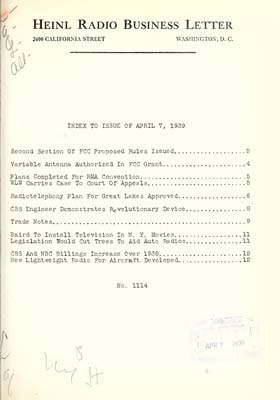 HEINL RADIO BUSINESS LETTER
2400 CALIFORNIA STREET WASHINGTON, D. C.
INDEX TO ISSUE OF APRIL 7, 1939
Second Section Of FCC Proposed Rules Issued..................2
Variable Antenna Authorized In FCC Grant.....................4
Plans Completed For RMA Convention...........................5
WLW Carries Case To Court Of Appeals.........................5
Radiotelephony Plan For Great Lakes Approved.................6
CBS Engineer Demonstrates Revolutionary Device...............8
Trade Notes..................................................9
Baird To Install Television In N. Y. Movies.................11
Legislation Would Cut Trees To Aid Auto Radios..............11
CBS And NBC Billings Increase Over 1938.....................12
New Lightweight Radio For Aircraft Developed................12
No. 1114